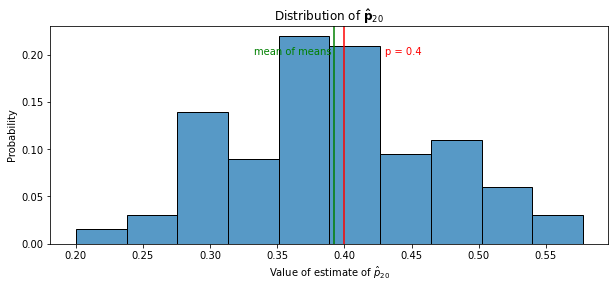 Distribution of p̂₂₀
Probability
0.20
0.15
0.10
0.05
0.00
mean of means
p = 0.4
0.20 0.25 0.30 0.35 0.40 0.45 0.50 0.55
Value of estimate of p̂₂₀